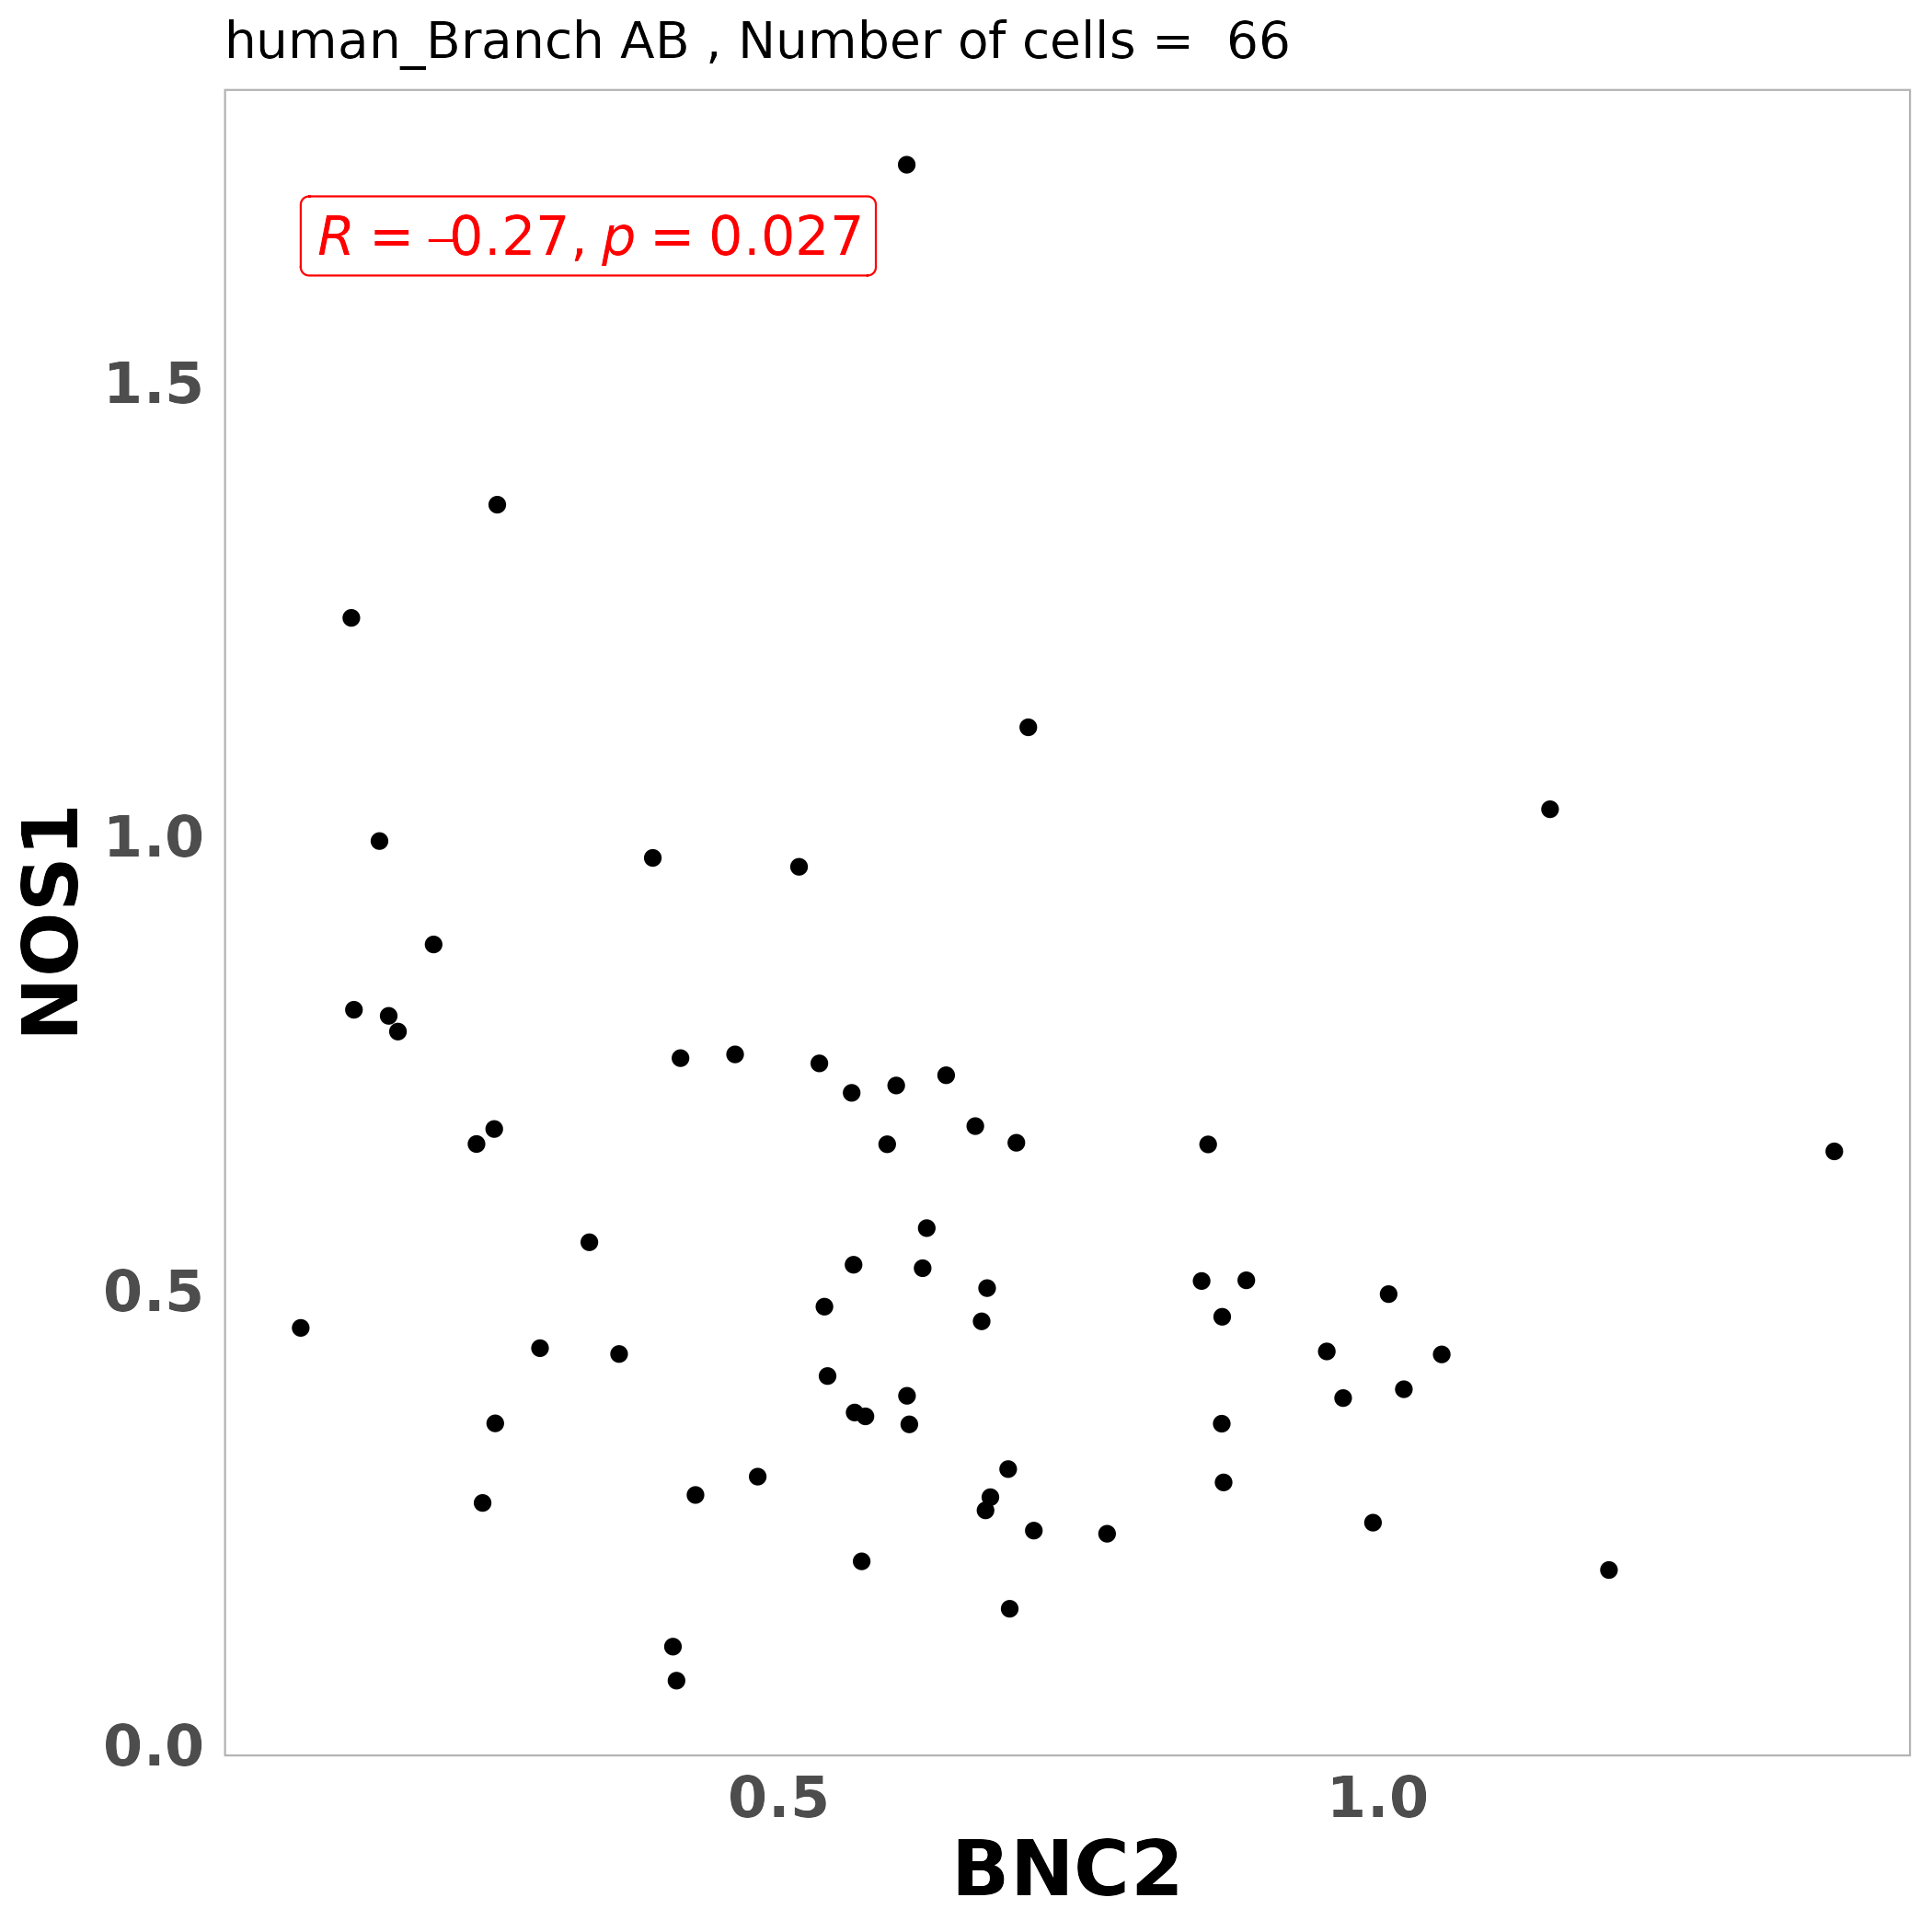 human_Branch AB , Number of cells =  66
R = –0.27, p = 0.027
1.5
1.0
0.5
0.0
NOS1
0.5 1.0
BNC2